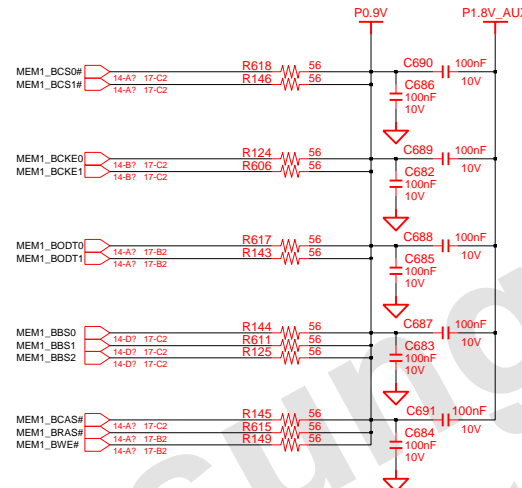 P0.9V P1.8V_AUX
MEM1_BCS0# R618 56 C690 100nF
14-A? 17-C2
MEM1_BCS1# R146 56 10V
14-A? 17-C2
C686
100nF
10V
MEM1_BCKE0 R124 56 C689 100nF
14-B? 17-C2
MEM1_BCKE1 R606 56 10V
14-B? 17-C2
C682
100nF
10V
MEM1_BODT0 R617 56 C688 100nF
14-A? 17-B2
MEM1_BODT1 R143 56 10V
14-A? 17-B2
C685
100nF
10V
MEM1_BBS0 R144 56 C687 100nF
14-D? 17-C2
MEM1_BBS1 R611 56 10V
14-D? 17-C2
MEM1_BBS2 R125 56
14-D? 17-C2
C683
100nF
10V
MEM1_BCAS# R145 56 C691 100nF
14-A? 17-C2
MEM1_BRAS# R615 56 10V
14-A? 17-B2
MEM1_BWE# R149 56
14-A? 17-B2
C684
100nF
10V